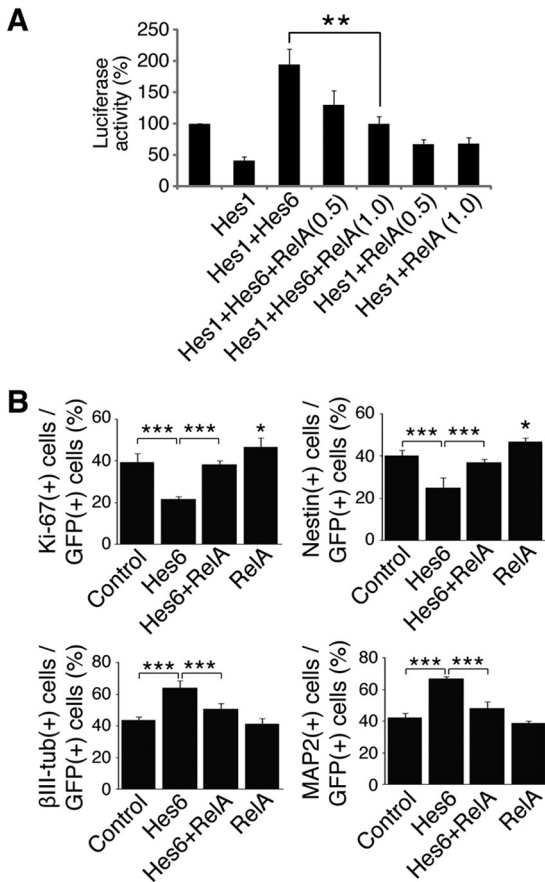 A
Luciferase
activity (%)
250
200
150
100
50
0
**
Hes1
Hes1+Hes6
Hes1+Hes6+RelA(0.5)
Hes1+Hes6+RelA(1.0)
Hes1+RelA(0.5)
Hes1+RelA (1.0)
B
Ki-67(+) cells /
GFP(+) cells (%)
60
40
20
0
*** *** *
Control
Hes6
Hes6+RelA
RelA
Nestin(+) cells /
GFP(+) cells (%)
60
40
20
0
*** *** *
Control
Hes6
Hes6+RelA
RelA
βIII-tub(+) cells /
GFP(+) cells (%)
80
60
40
20
0
*** ***
Control
Hes6
Hes6+RelA
RelA
MAP2(+) cells /
GFP(+) cells (%)
80
60
40
20
0
*** ***
Control
Hes6
Hes6+RelA
RelA